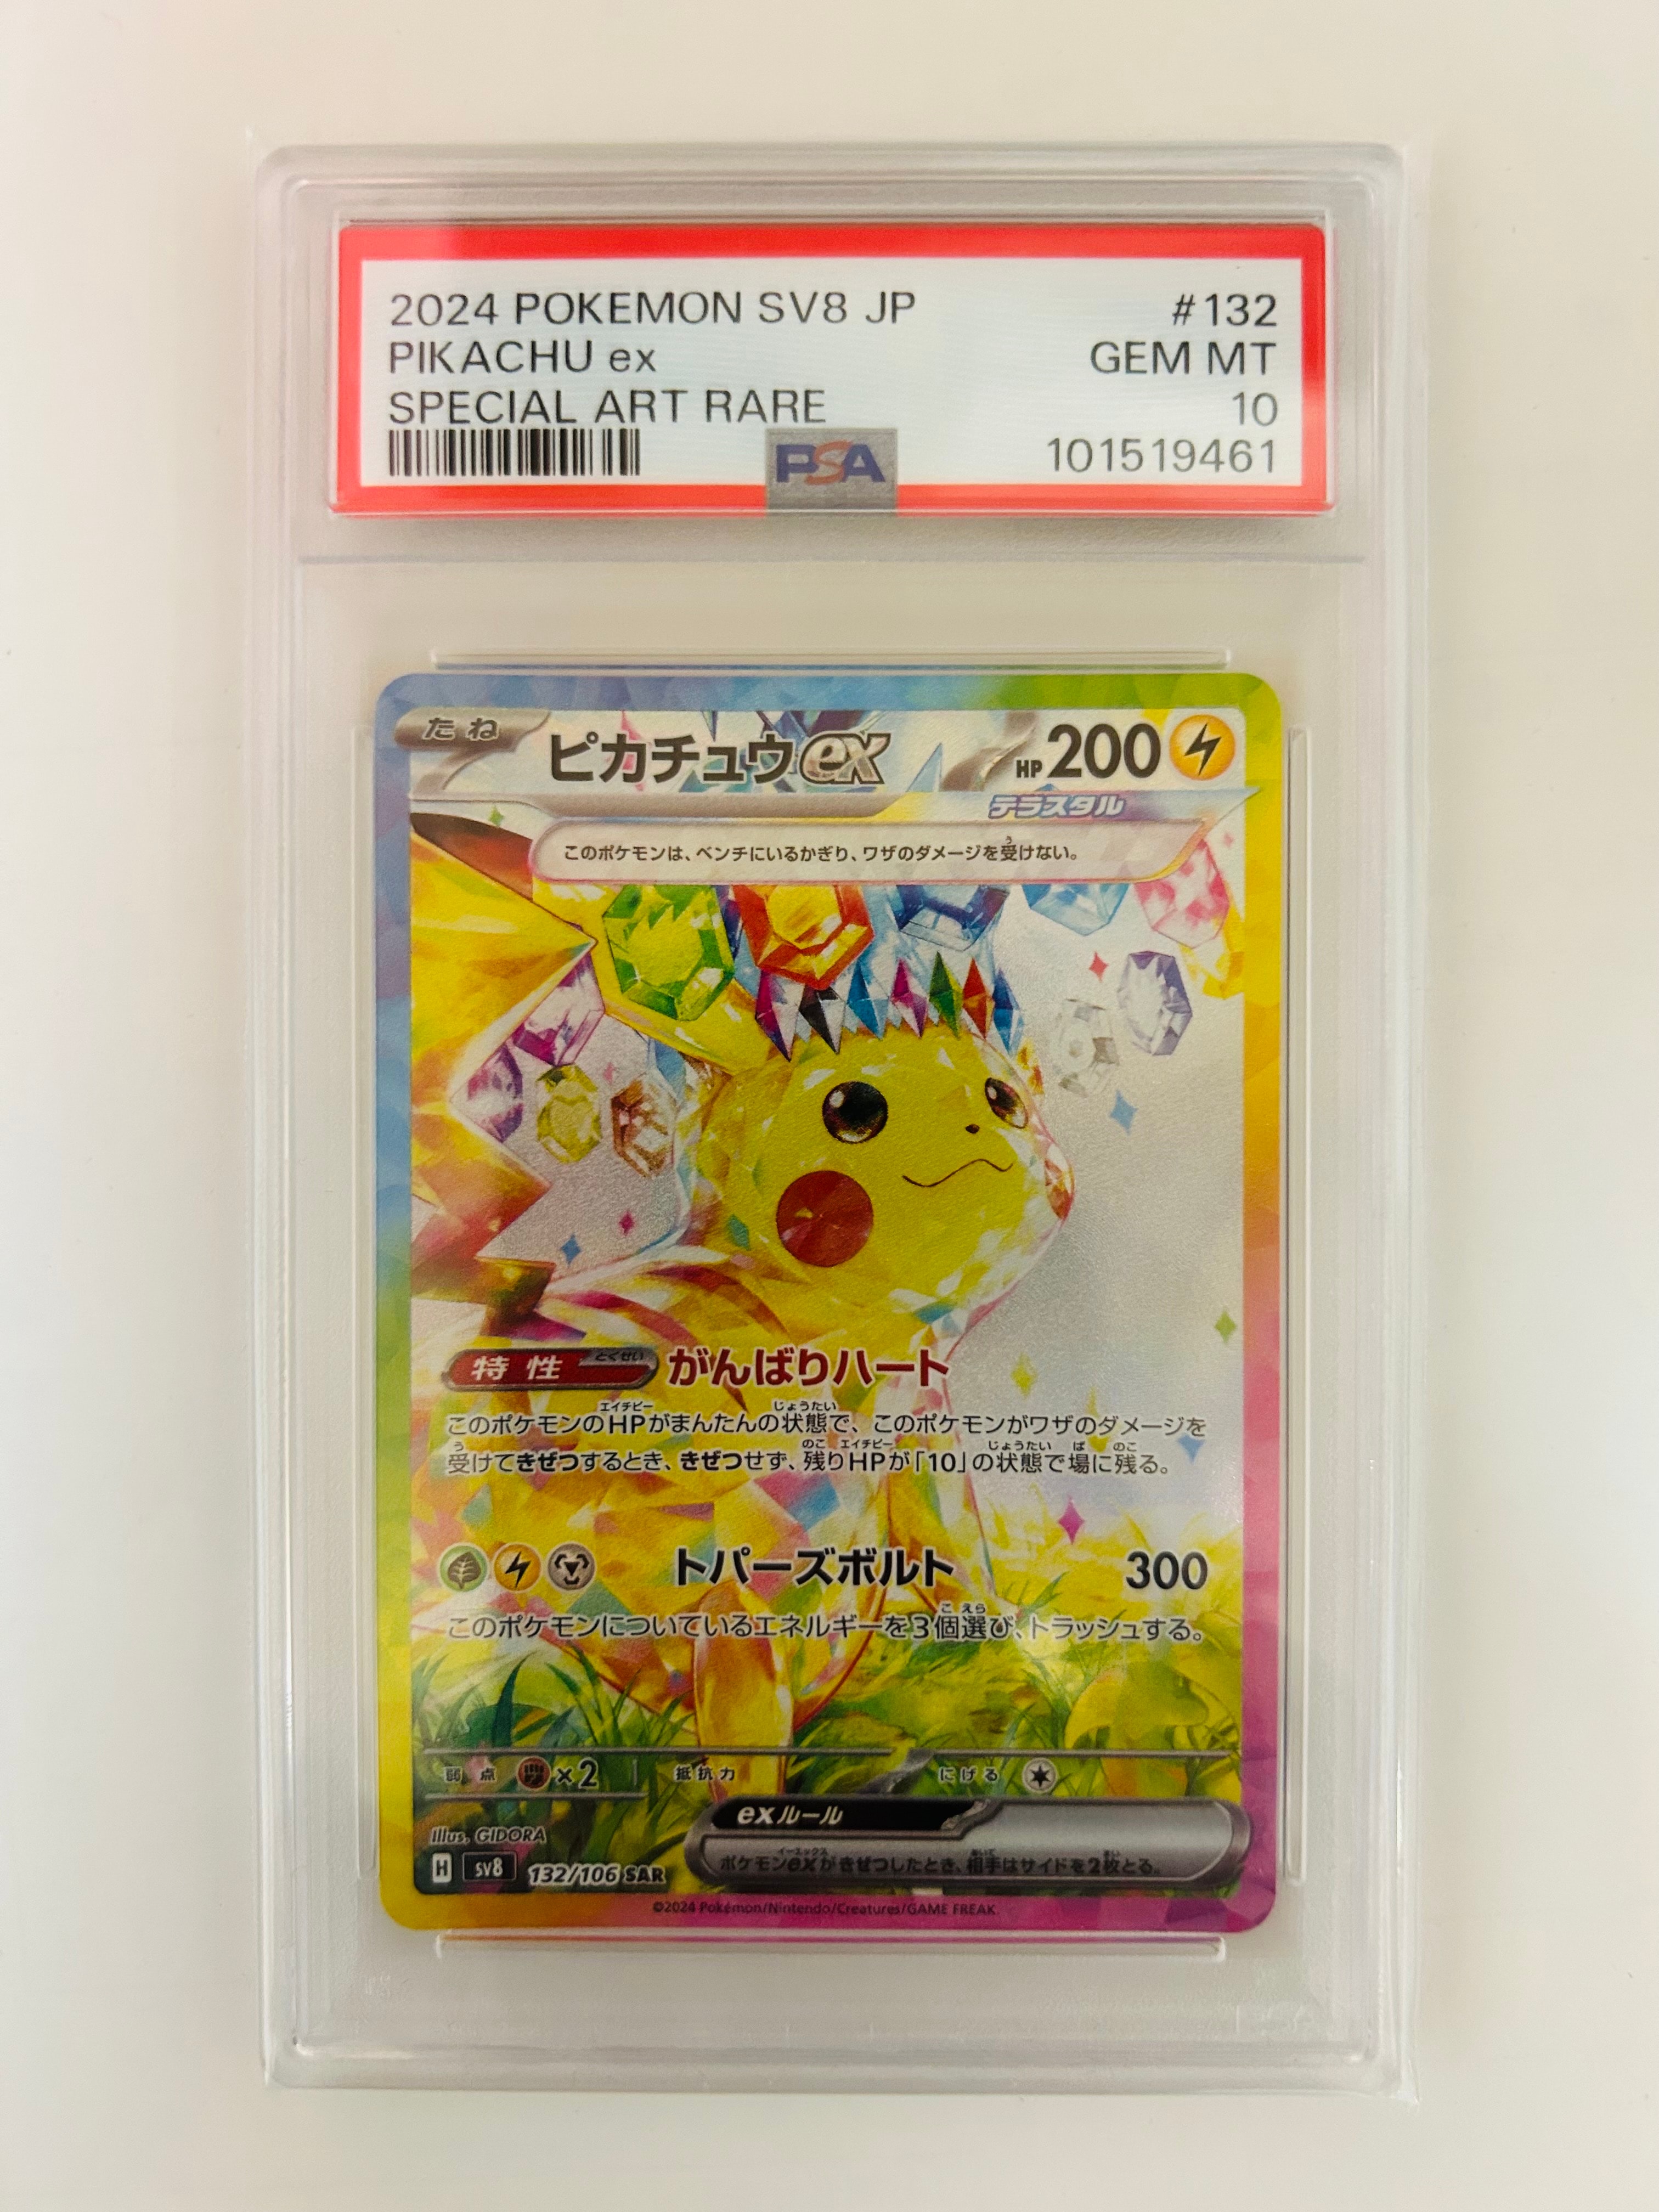 2024 POKEMON SV8 JP #132
PIKACHU ex GEM MT
SPECIAL ART RARE 10
PSA 101519461
たね ピカチュウex HP200
テラスタル
このポケモンは、ベンチにいるかぎり、ワザのダメージを受けない。
特性 とくせい がんばりハート
このポケモンのHPがまんたんの状態で、このポケモンがワザのダメージを
受けてきぜつするとき、きぜつせず、残りHPが「10」の状態で場に残る。
トパーズボルト 300
このポケモンについているエネルギーを3個選び、トラッシュする。
弱点 ×2 抵抗力 にげる
exルール
ポケモンexがきぜつしたとき、相手はサイドを2枚とる。
Illus. GIDORA
H SV8 132/106 SAR
©2024 Pokémon/Nintendo/Creatures/GAME FREAK.